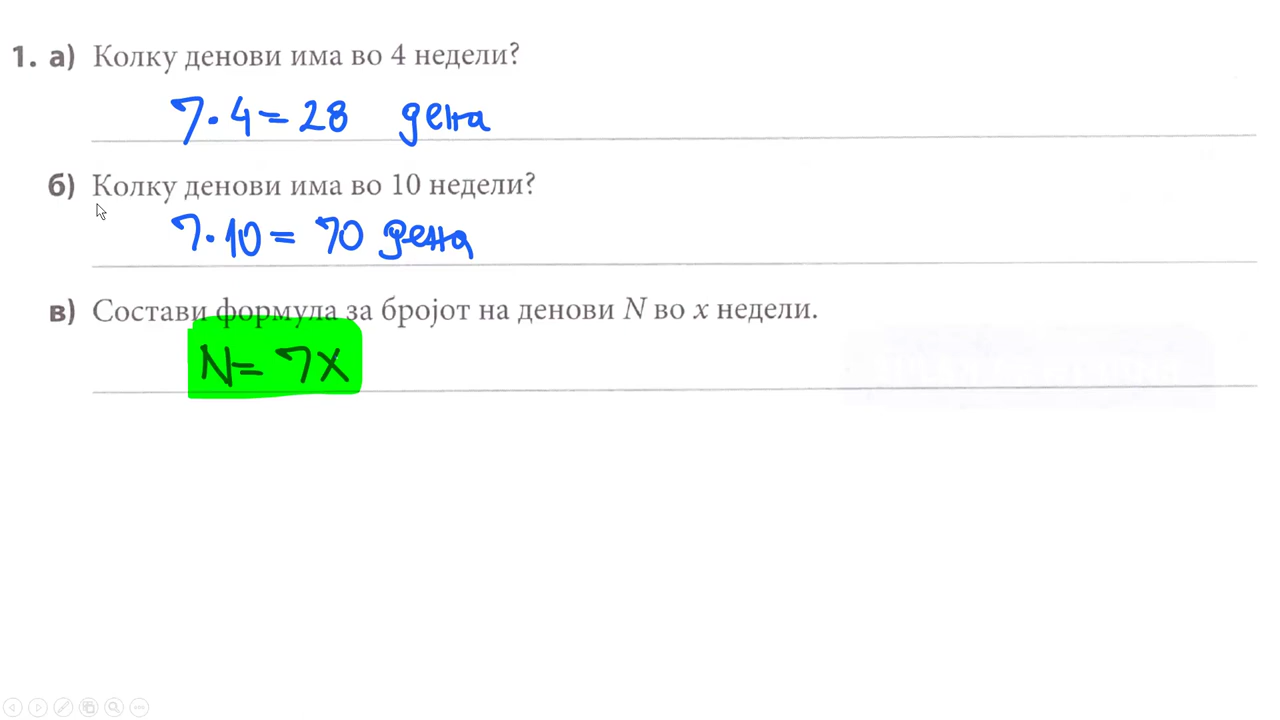 1. а) Колку денови има во 4 недели?
7·4=28 дена
б) Колку денови има во 10 недели?
7·10= 70 дена
в) Состави формула за бројот на денови N во x недели.
N= 7x